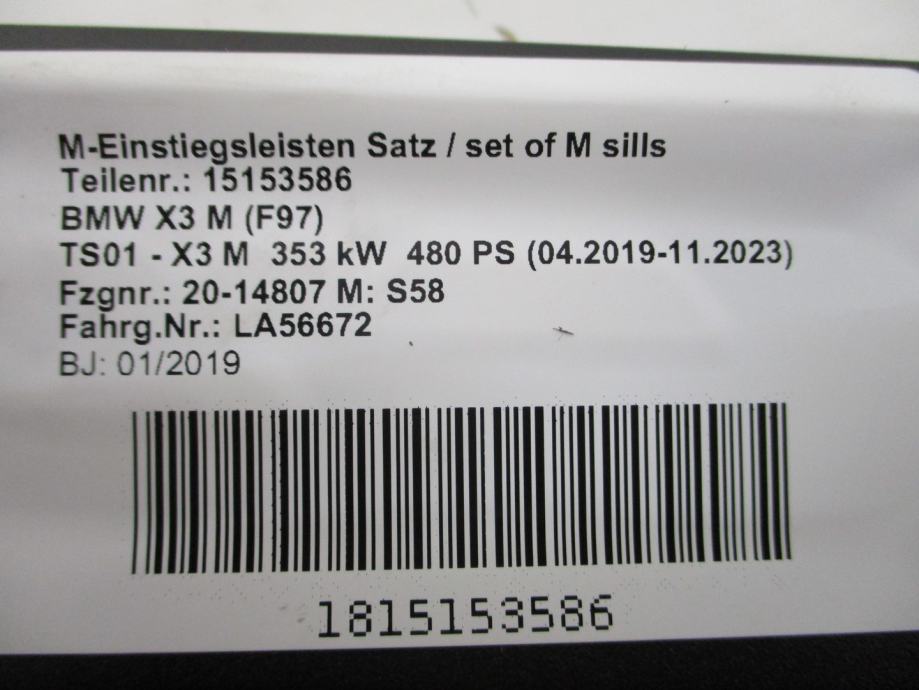 M-Einstiegsleisten Satz / set of M sills
Teilenr.: 15153586
BMW X3 M (F97)
TS01 - X3 M  353 kW  480 PS (04.2019-11.2023)
Fzgnr.: 20-14807 M: S58
Fahrg.Nr.: LA56672
BJ: 01/2019
1815153586